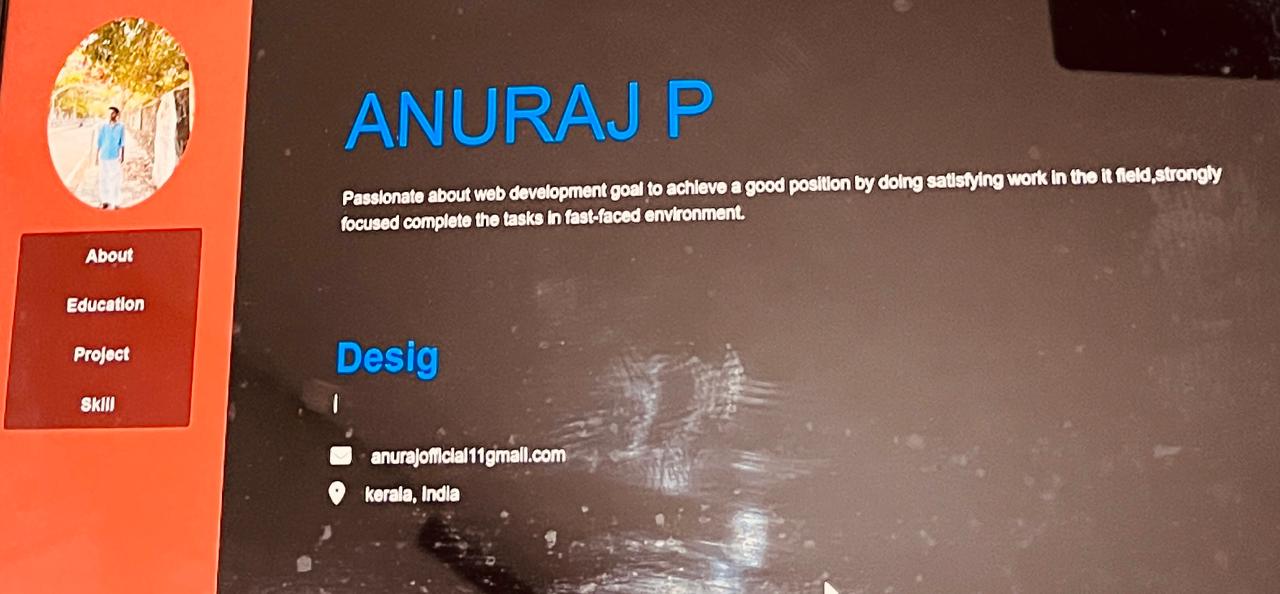 ANURAJ P
Passionate about web development goal to achieve a good position by doing satisfying work in the it field,strongly
focused complete the tasks in fast-faced environment.
About
Education
Project
Skill
Desig
|
anurajofficial11gmail.com
kerala, India